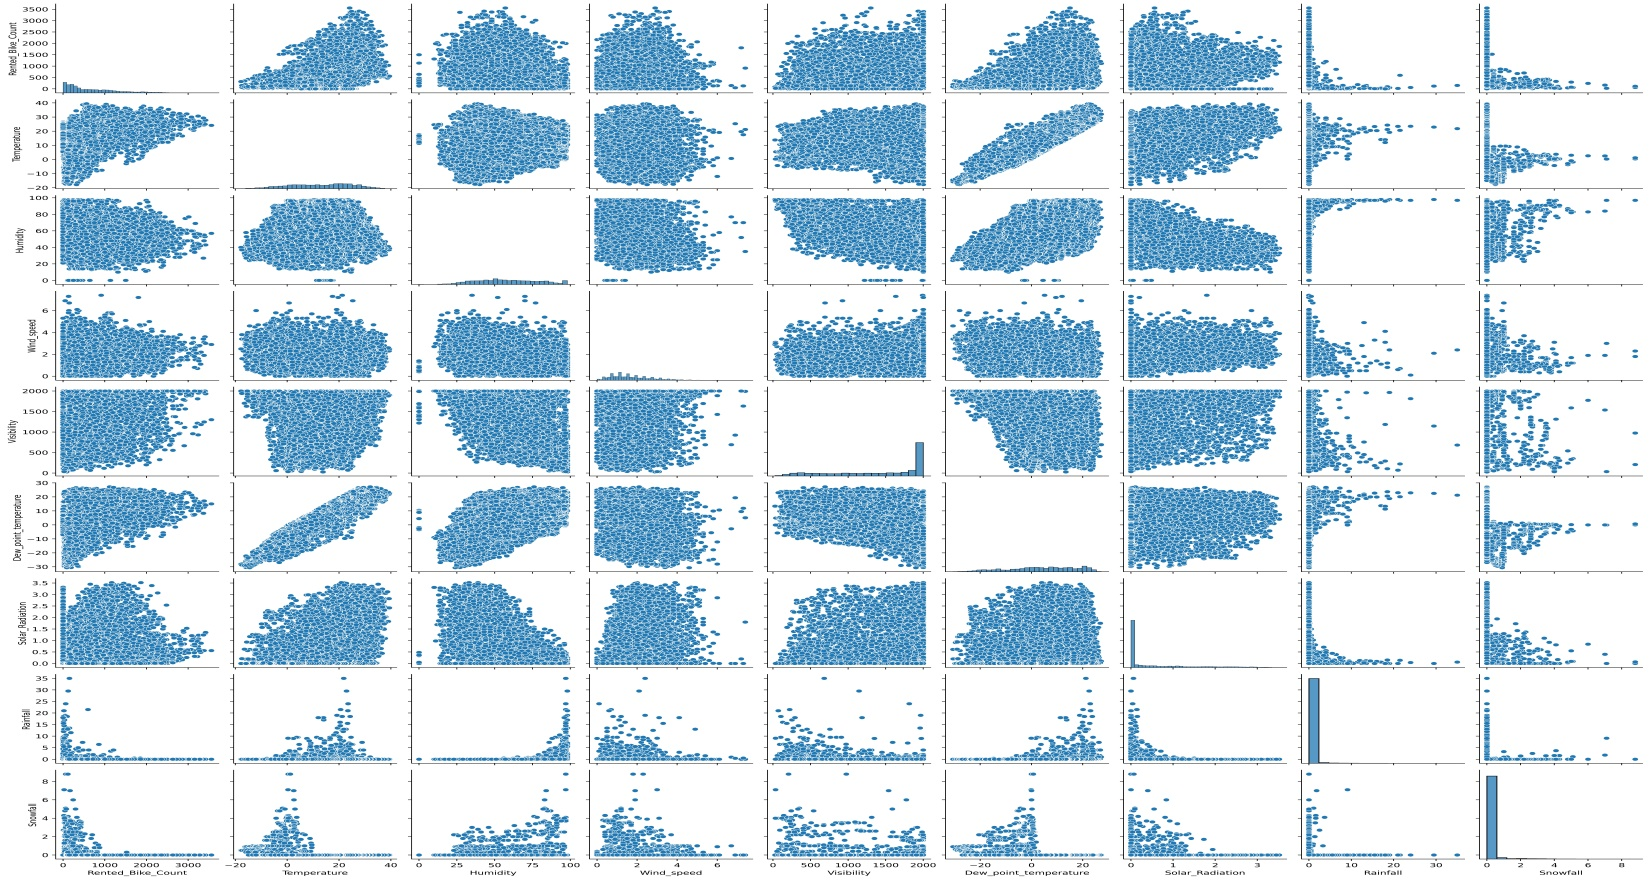 Rented_Bike_Count
3500
3000
2500
2000
1500
1000
500
0
Temperature
40
30
20
10
0
−10
−20
Humidity
100
80
60
40
20
0
Wind_speed
6
4
2
0
Visibility
2000
1500
1000
500
0
Dew_point_temperature
30
20
10
0
−10
−20
−30
Solar_Radiation
3.5
3.0
2.5
2.0
1.5
1.0
0.5
0.0
Rainfall
35
30
25
20
15
10
5
0
Snowfall
8
6
4
2
0
0 1000 2000 3000
Rented_Bike_Count
−20 0 20 40
Temperature
0 25 50 75 100
Humidity
0 2 4 6
Wind_speed
0 500 1000 1500 2000
Visibility
−20 0 20
Dew_point_temperature
0 1 2 3
Solar_Radiation
0 10 20 30
Rainfall
0 2 4 6 8
Snowfall